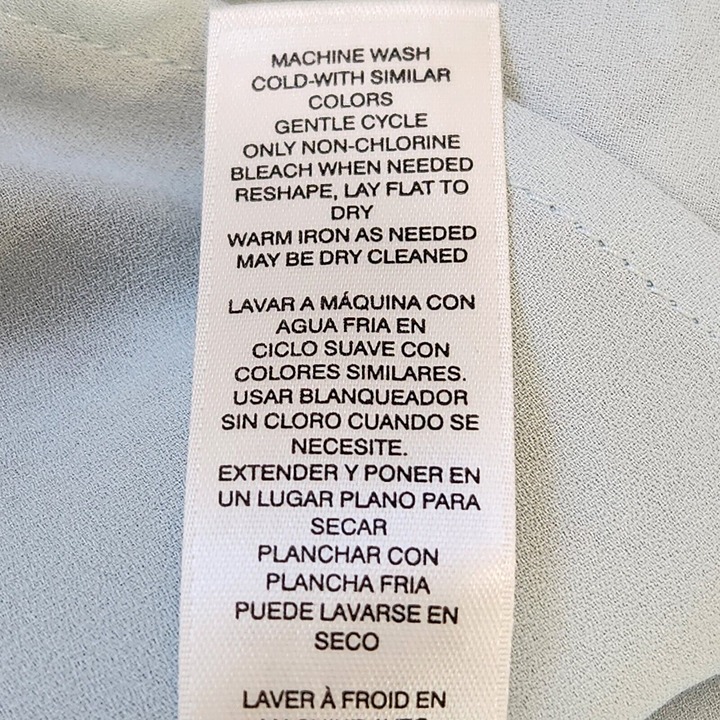 MACHINE WASH
COLD-WITH SIMILAR
COLORS
GENTLE CYCLE
ONLY NON-CHLORINE
BLEACH WHEN NEEDED
RESHAPE, LAY FLAT TO
DRY
WARM IRON AS NEEDED
MAY BE DRY CLEANED
LAVAR A MÁQUINA CON
AGUA FRIA EN
CICLO SUAVE CON
COLORES SIMILARES.
USAR BLANQUEADOR
SIN CLORO CUANDO SE
NECESITE.
EXTENDER Y PONER EN
UN LUGAR PLANO PARA
SECAR
PLANCHAR CON
PLANCHA FRIA
PUEDE LAVARSE EN
SECO
LAVER À FROID EN